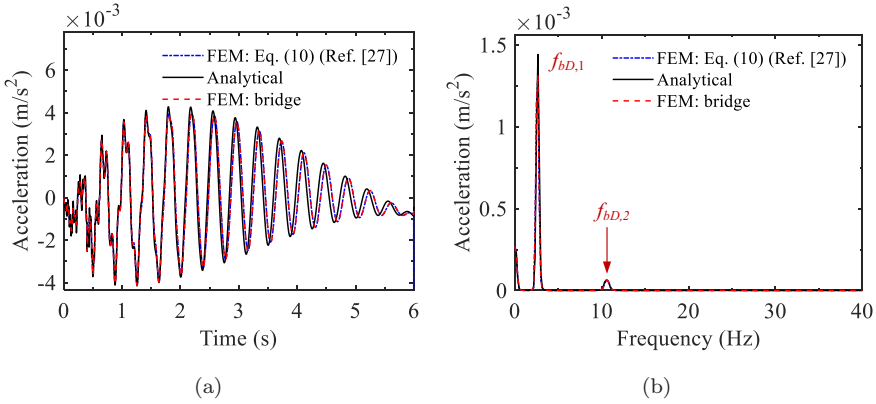 ×10⁻³
6
4
2
0
-2
-4
Acceleration (m/s²)
FEM: Eq. (10) (Ref. [27])
Analytical
FEM: bridge
0 1 2 3 4 5 6
Time (s)
(a)
×10⁻³
1.5
1
0.5
0
Acceleration (m/s²)
f_bD,1
FEM: Eq. (10) (Ref. [27])
Analytical
FEM: bridge
f_bD,2
0 10 20 30 40
Frequency (Hz)
(b)